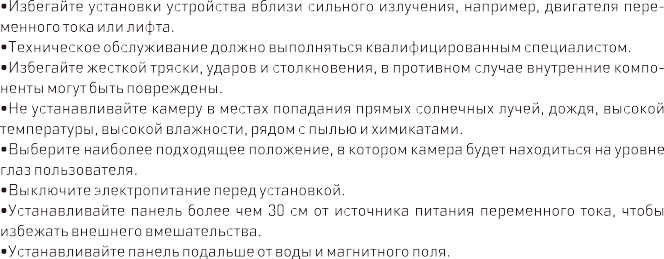 •Избегайте установки устройства вблизи сильного излучения, например, двигателя пере-
менного тока или лифта.
•Техническое обслуживание должно выполняться квалифицированным специалистом.
•Избегайте жесткой тряски, ударов и столкновения, в противном случае внутренние компо-
ненты могут быть повреждены.
•Не устанавливайте камеру в местах попадания прямых солнечных лучей, дождя, высокой
температуры, высокой влажности, рядом с пылью и химикатами.
•Выберите наиболее подходящее положение, в котором камера будет находиться на уровне
глаз пользователя.
•Выключите электропитание перед установкой.
•Устанавливайте панель более чем 30 см от источника питания переменного тока, чтобы
избежать внешнего вмешательства.
•Устанавливайте панель подальше от воды и магнитного поля.